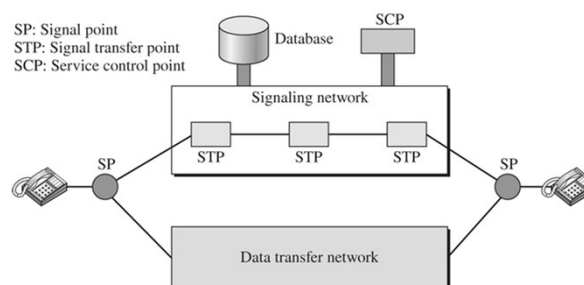 SP: Signal point
STP: Signal transfer point
SCP: Service control point
Database
SCP
Signaling network
STP
STP
STP
SP
SP
Data transfer network